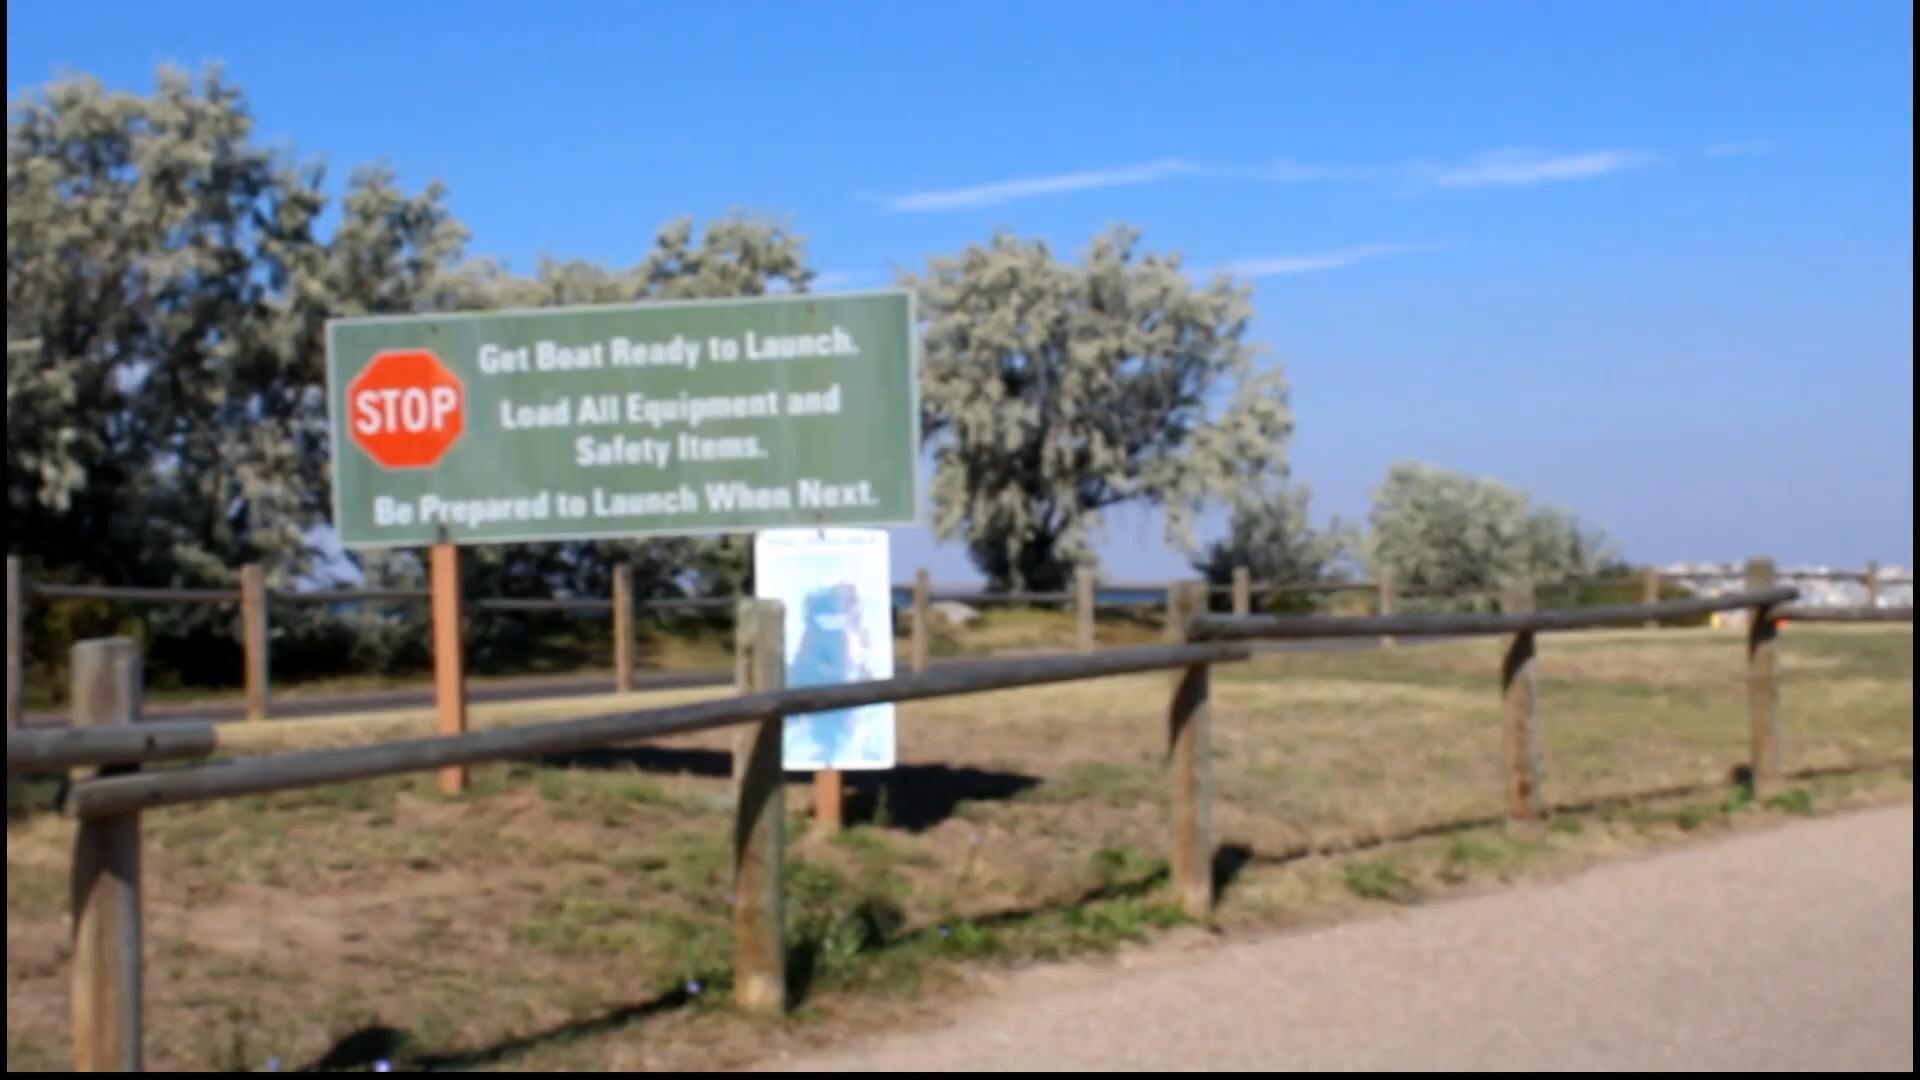 STOP
Get Boat Ready to Launch.
Load All Equipment and
Safety Items.
Be Prepared to Launch When Next.